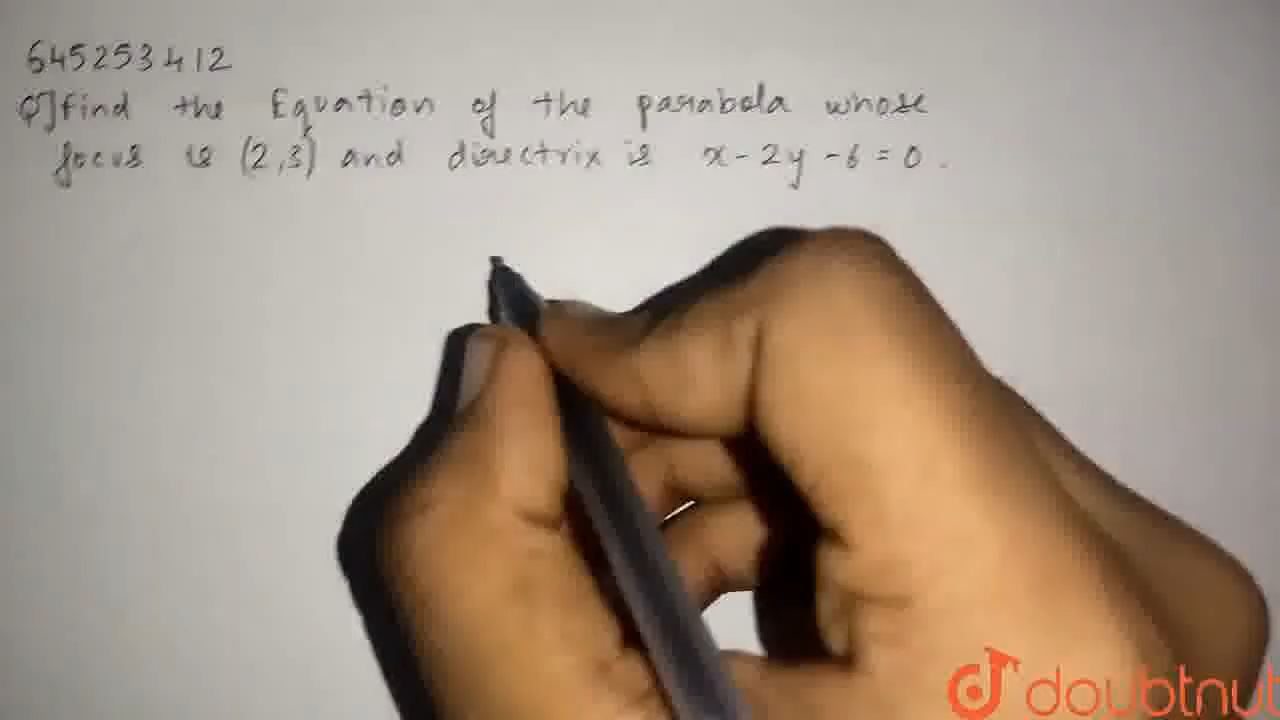 645253412
Q] find the Equation of the parabola whose
focus is (2,3) and directrix is x-2y-6=0.
doubtnut